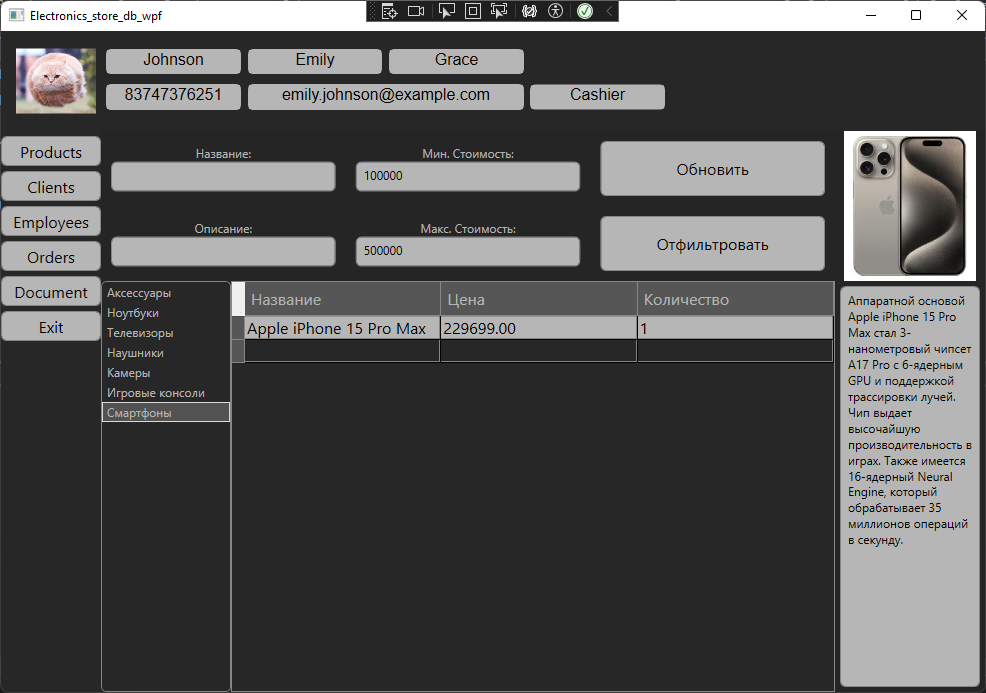 Electronics_store_db_wpf
Johnson
Emily
Grace
83747376251
emily.johnson@example.com
Cashier
Products
Clients
Employees
Orders
Document
Exit
Название:
Мин. Стоимость:
100000
Обновить
Описание:
Макс. Стоимость:
500000
Отфильтровать
Аксессуары
Ноутбуки
Телевизоры
Наушники
Камеры
Игровые консоли
Смартфоны
Название Цена Количество
Apple iPhone 15 Pro Max 229699.00 1
Аппаратной основой
Apple iPhone 15 Pro
Max стал 3-
нанометровый чипсет
A17 Pro с 6-ядерным
GPU и поддержкой
трассировки лучей.
Чип выдает
высочайшую
производительность в
играх. Также имеется
16-ядерный Neural
Engine, который
обрабатывает 35
миллионов операций
в секунду.